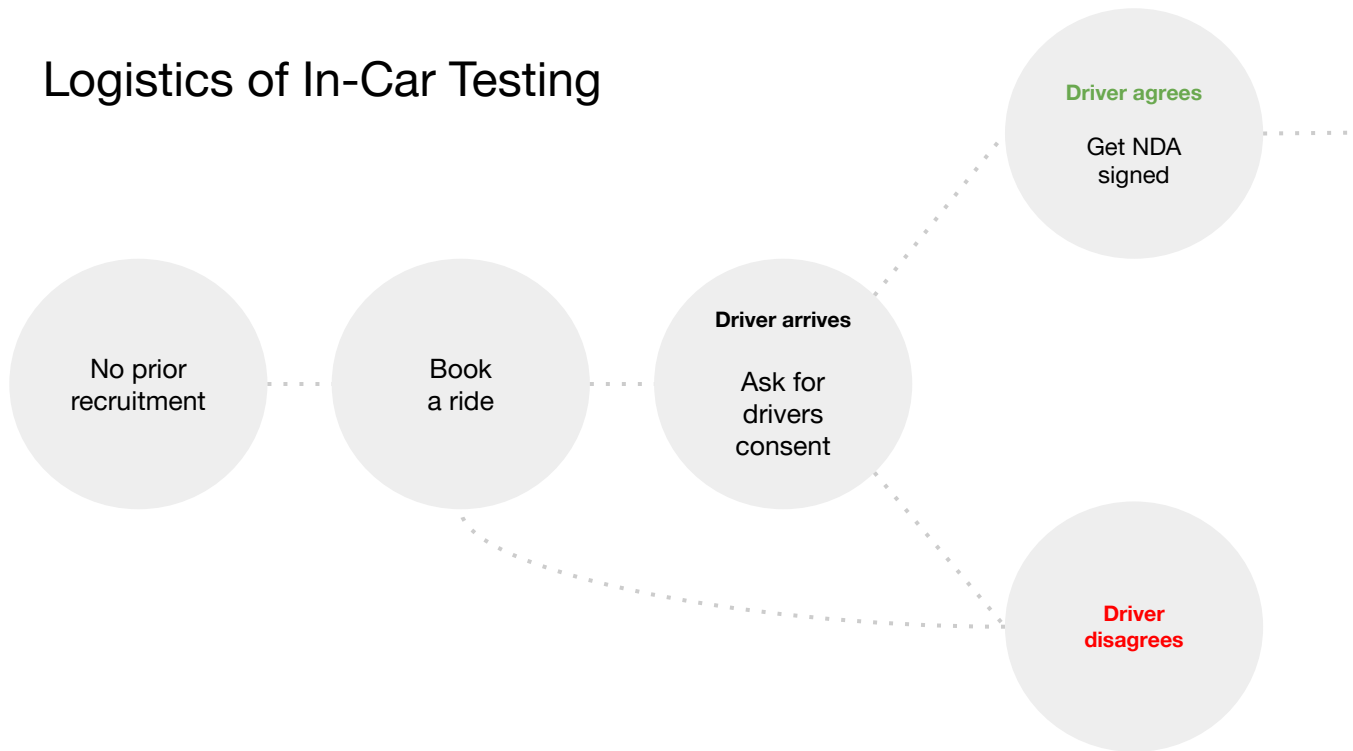 Logistics of In-Car Testing
Driver agrees
Get NDA
signed
No prior
recruitment
Book
a ride
Driver arrives
Ask for
drivers
consent
Driver
disagrees